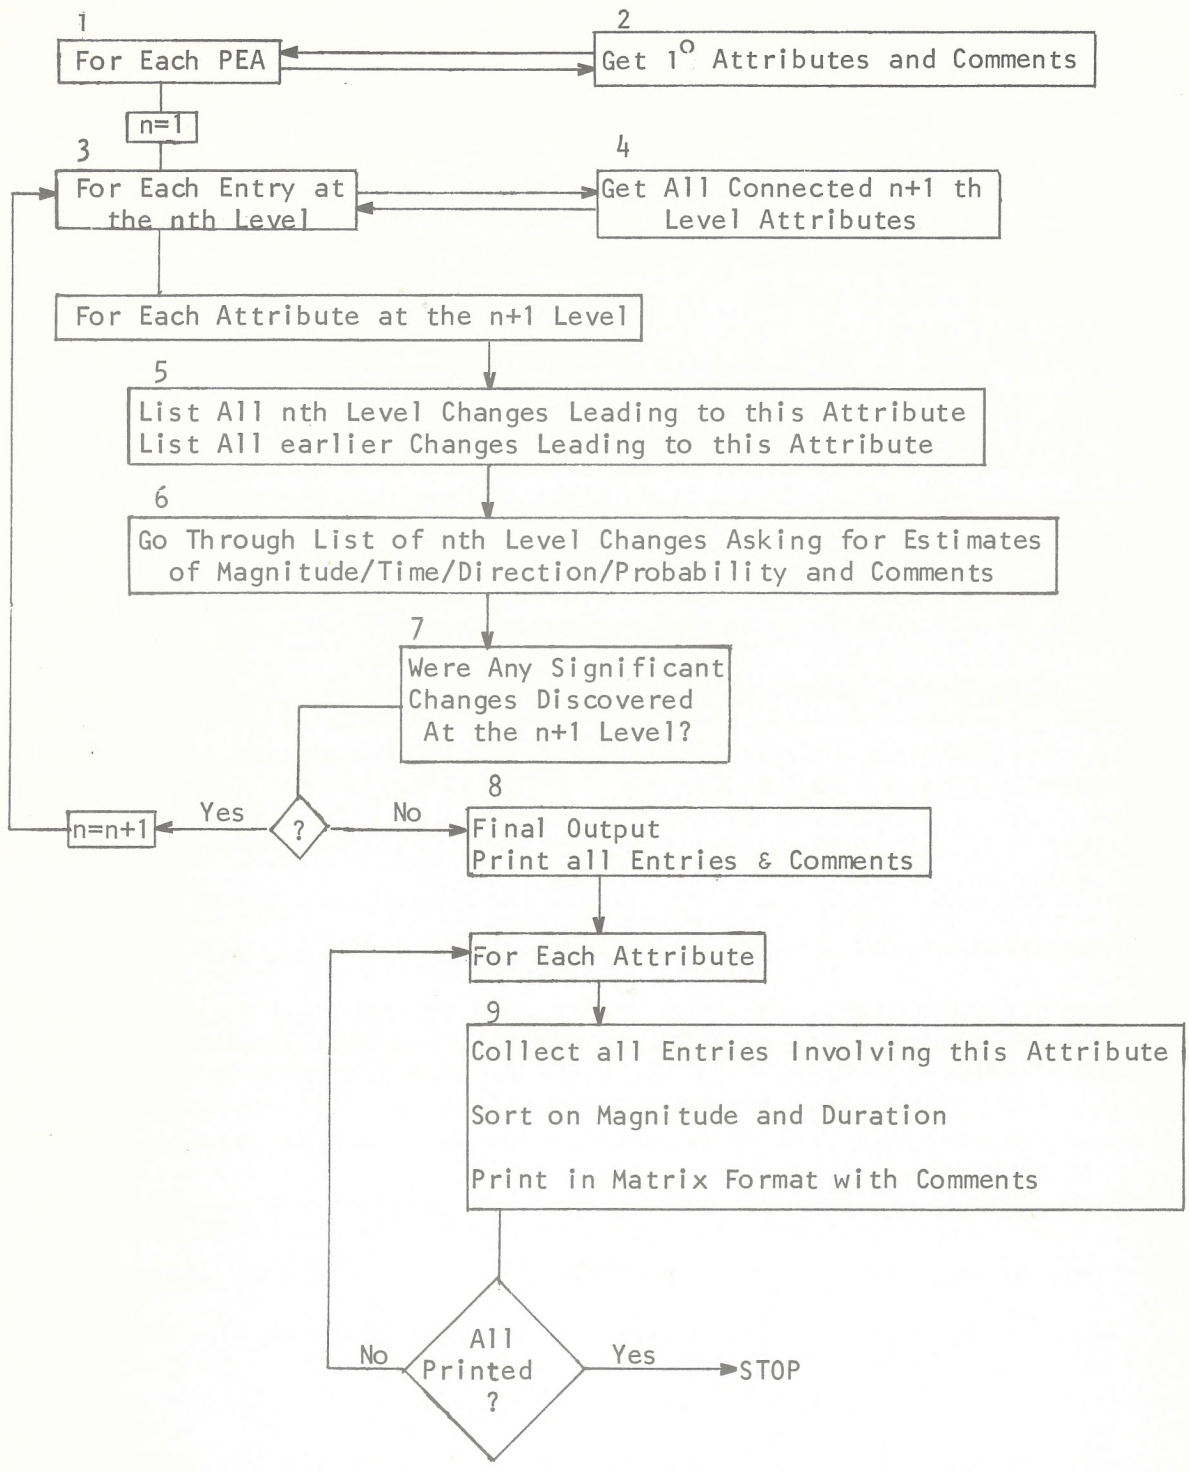 1
For Each PEA
2
Get 1° Attributes and Comments
n=1
3
For Each Entry at
the nth Level
4
Get All Connected n+1 th
Level Attributes
For Each Attribute at the n+1 Level
5
List All nth Level Changes Leading to this Attribute
List All earlier Changes Leading to this Attribute
6
Go Through List of nth Level Changes Asking for Estimates
of Magnitude/Time/Direction/Probability and Comments
7
Were Any Significant
Changes Discovered
At the n+1 Level?
n=n+1
Yes
?
No
8
Final Output
Print all Entries & Comments
For Each Attribute
9
Collect all Entries Involving this Attribute
Sort on Magnitude and Duration
Print in Matrix Format with Comments
All
Printed
?
No
Yes
STOP